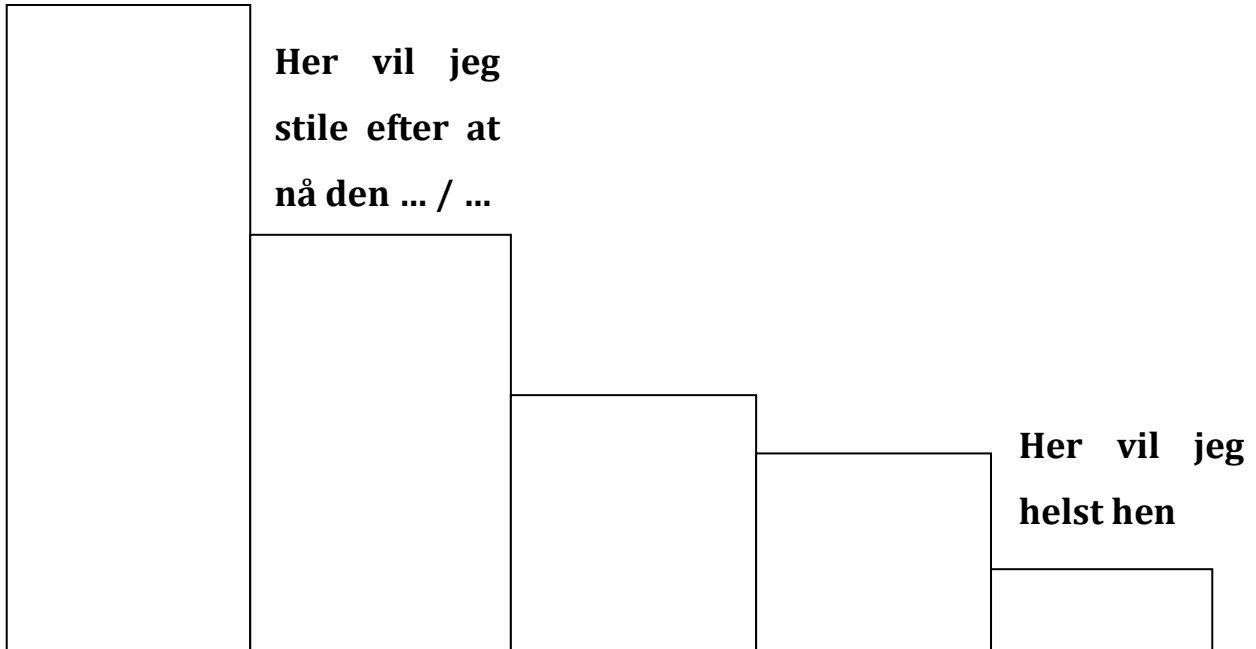 Her vil jeg
stile efter at
nå den ... / ...
Her vil jeg
helst hen